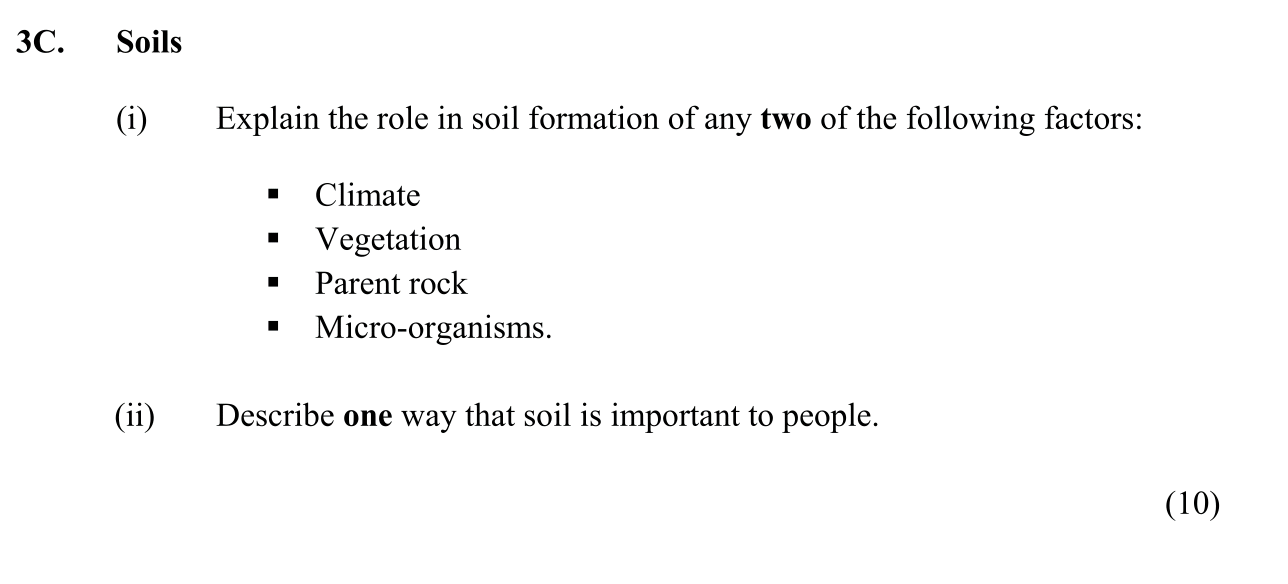 3C. Soils
(i) Explain the role in soil formation of any two of the following factors:
▪ Climate
▪ Vegetation
▪ Parent rock
▪ Micro-organisms.
(ii) Describe one way that soil is important to people.
(10)